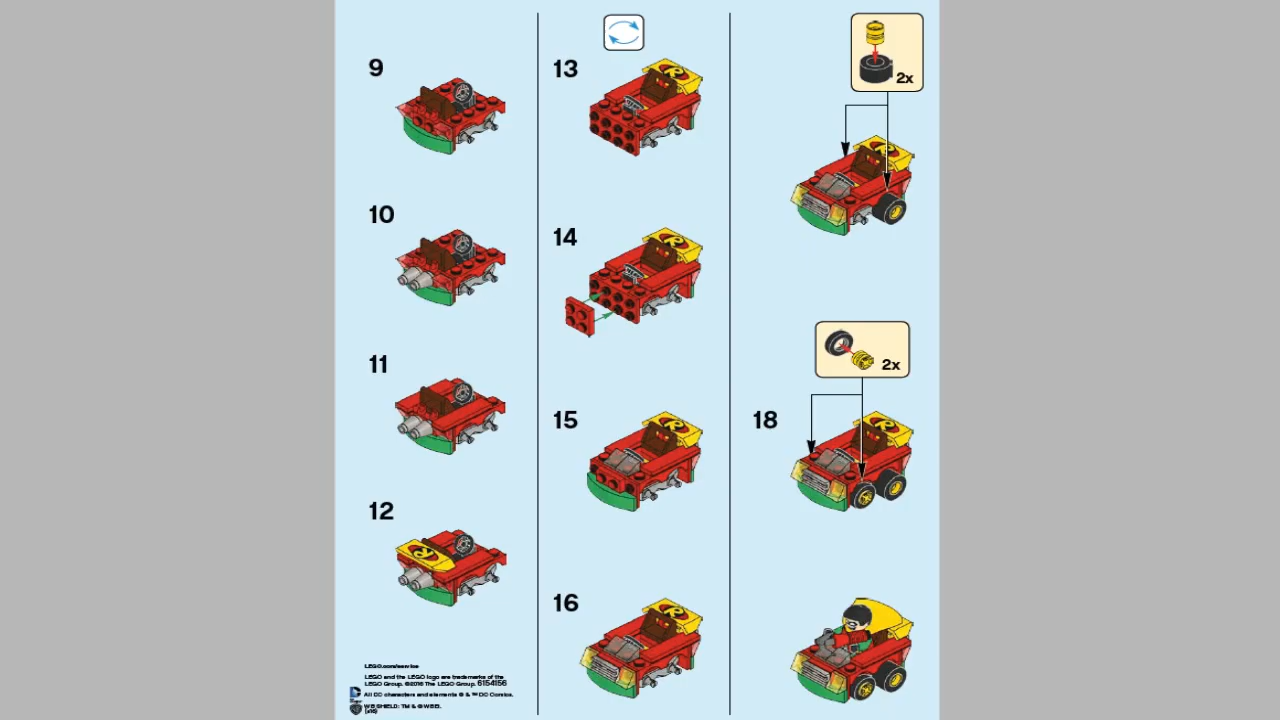 9
10
11
12
LEGO.com/service
LEGO and the LEGO logo are trademarks of the
LEGO Group. ©2016 The LEGO Group. 6154156
All DC characters and elements © & ™ DC Comics.
WB SHIELD: TM & © WBEI.
(s16)
13
R
14
R
15
R
16
R
2x
R
2x
18
R